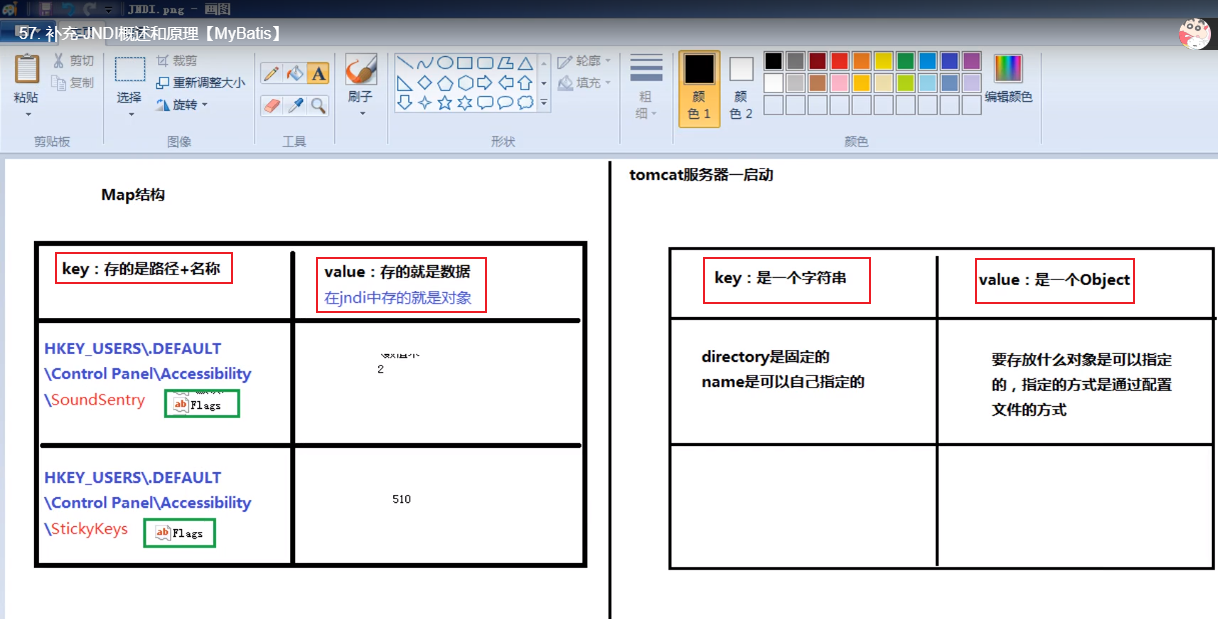 JNDI.png - 画图
57: 补充-JNDI概述和原理【MyBatis】
粘贴
剪切
复制
剪贴板
选择
裁剪
重新调整大小
旋转
图像
A
工具
刷子
轮廓
填充
形状
粗
细
颜
色 1
颜
色 2
编辑颜色
颜色
Map结构
key：存的是路径+名称
value：存的就是数据
在jndi中存的就是对象
HKEY_USERS\.DEFAULT
\Control Panel\Accessibility
\SoundSentry
ab Flags
2
HKEY_USERS\.DEFAULT
\Control Panel\Accessibility
\StickyKeys
ab Flags
510
tomcat服务器一启动
key：是一个字符串
value：是一个Object
directory是固定的
name是可以自己指定的
要存放什么对象是可以指定
的，指定的方式是通过配置
文件的方式